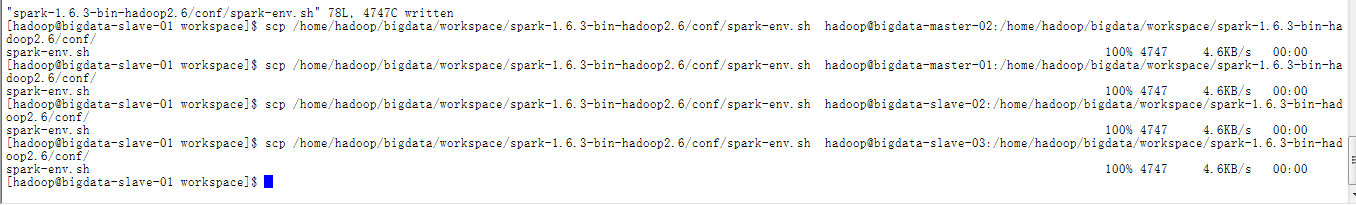 "spark-1.6.3-bin-hadoop2.6/conf/spark-env.sh" 78L, 4747C written
[hadoop@bigdata-slave-01 workspace]$ scp /home/hadoop/bigdata/workspace/spark-1.6.3-bin-hadoop2.6/conf/spark-env.sh  hadoop@bigdata-master-02:/home/hadoop/bigdata/workspace/spark-1.6.3-bin-ha
doop2.6/conf/
spark-env.sh 100% 4747 4.6KB/s 00:00
[hadoop@bigdata-slave-01 workspace]$ scp /home/hadoop/bigdata/workspace/spark-1.6.3-bin-hadoop2.6/conf/spark-env.sh  hadoop@bigdata-master-01:/home/hadoop/bigdata/workspace/spark-1.6.3-bin-ha
doop2.6/conf/
spark-env.sh 100% 4747 4.6KB/s 00:00
[hadoop@bigdata-slave-01 workspace]$ scp /home/hadoop/bigdata/workspace/spark-1.6.3-bin-hadoop2.6/conf/spark-env.sh  hadoop@bigdata-slave-02:/home/hadoop/bigdata/workspace/spark-1.6.3-bin-had
oop2.6/conf/
spark-env.sh 100% 4747 4.6KB/s 00:00
[hadoop@bigdata-slave-01 workspace]$ scp /home/hadoop/bigdata/workspace/spark-1.6.3-bin-hadoop2.6/conf/spark-env.sh  hadoop@bigdata-slave-03:/home/hadoop/bigdata/workspace/spark-1.6.3-bin-had
oop2.6/conf/
spark-env.sh 100% 4747 4.6KB/s 00:00
[hadoop@bigdata-slave-01 workspace]$